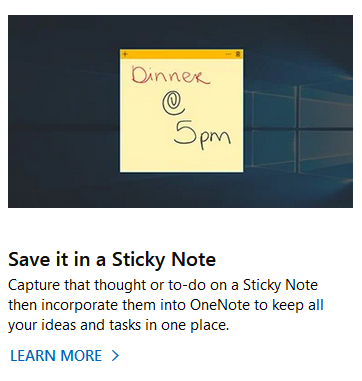 Dinner
@
5pm
Save it in a Sticky Note
Capture that thought or to-do on a Sticky Note
then incorporate them into OneNote to keep all
your ideas and tasks in one place.
LEARN MORE >